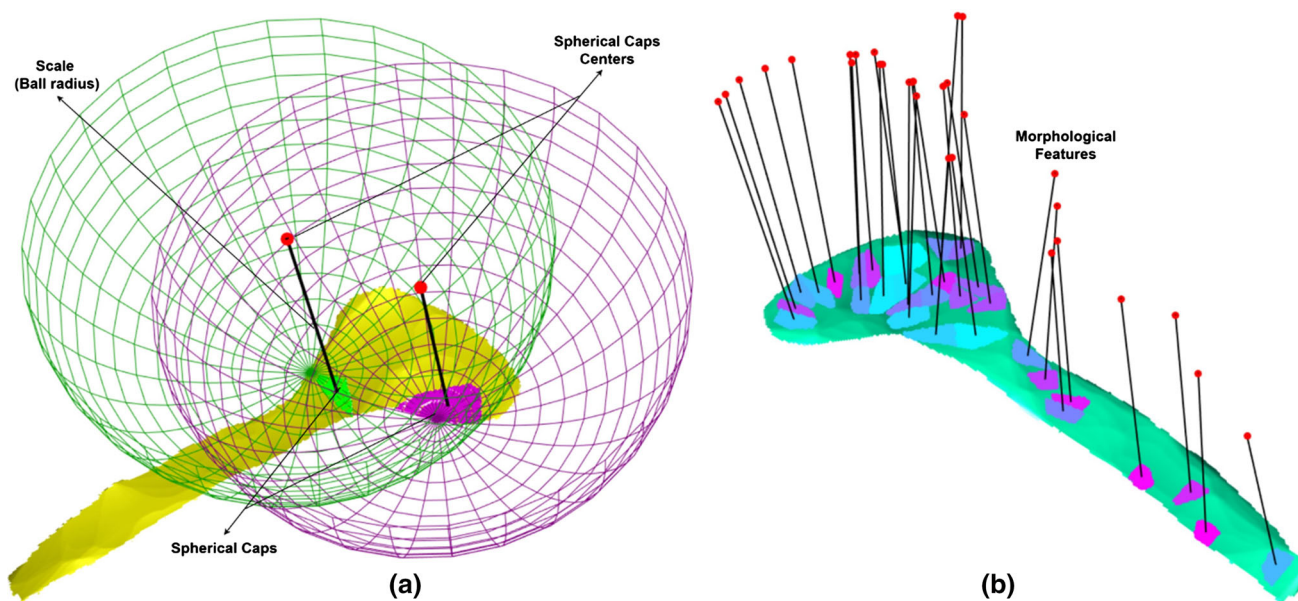 Scale
(Ball radius)
Spherical Caps
Centers
Spherical Caps
(a)
Morphological
Features
(b)